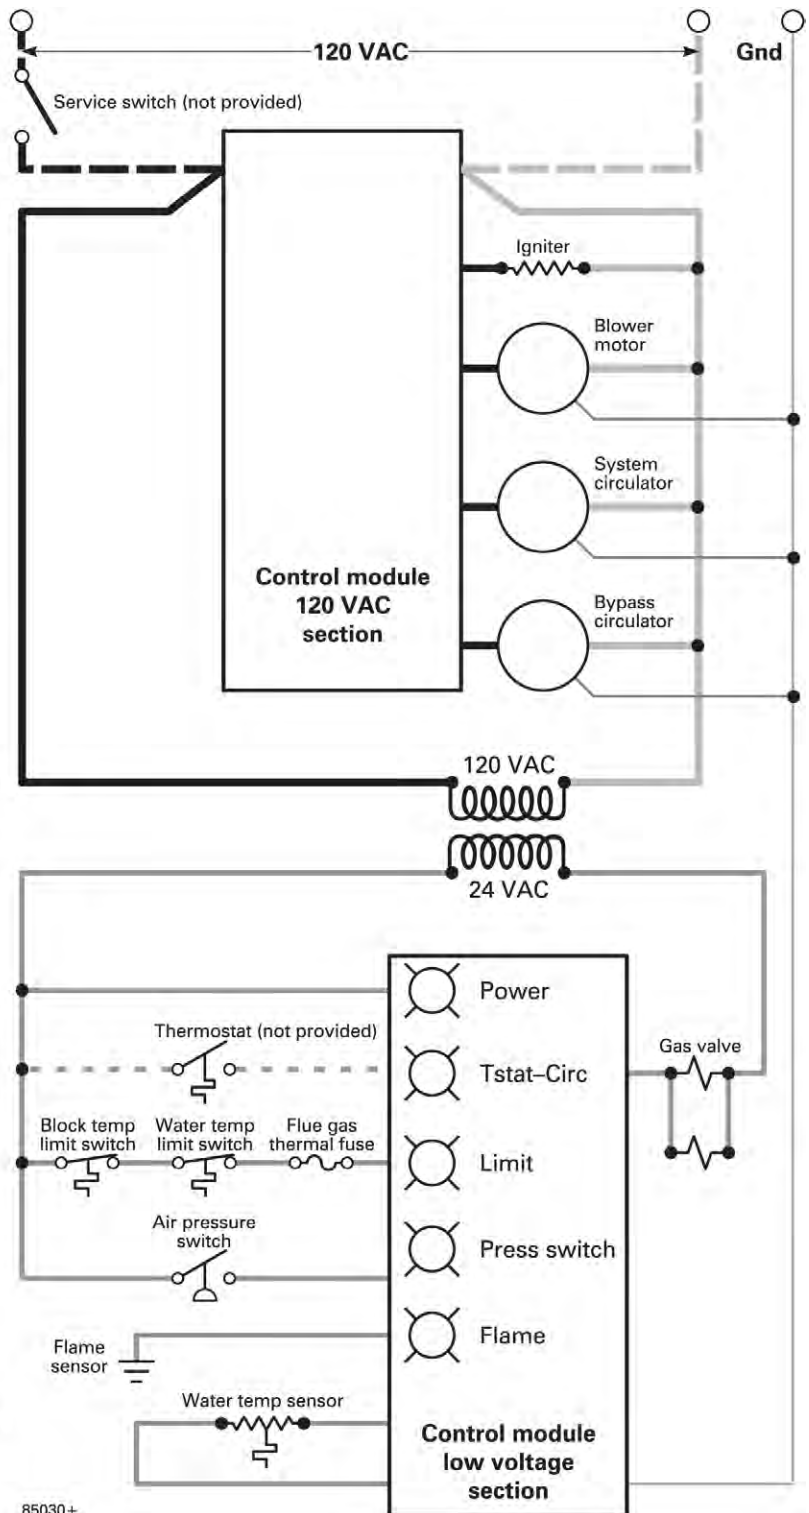 120 VAC
Gnd
Service switch (not provided)
Igniter
Blower
motor
System
circulator
Control module
120 VAC
section
Bypass
circulator
120 VAC
24 VAC
Power
Thermostat (not provided)
Tstat–Circ
Gas valve
Block temp
limit switch
Water temp
limit switch
Flue gas
thermal fuse
Limit
Air pressure
switch
Press switch
Flame
Flame
sensor
Water temp sensor
Control module
low voltage
section
85030+